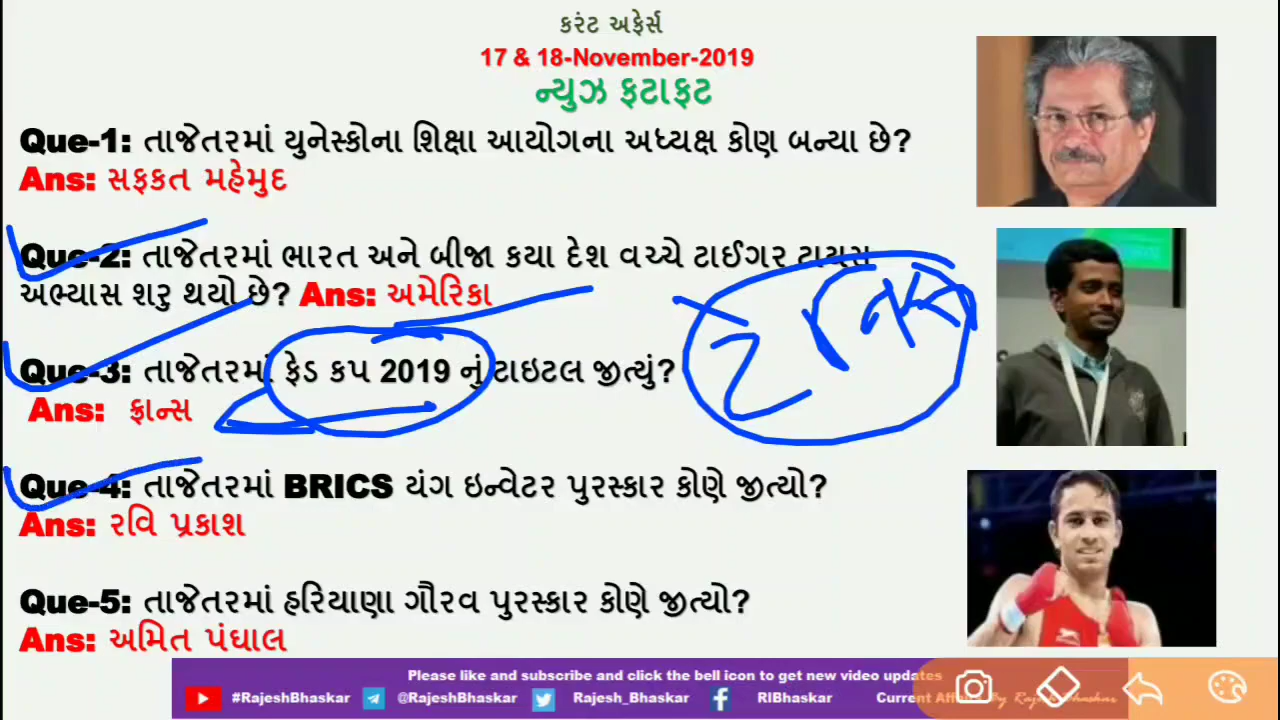 કરંટ અફેર્સ
17 & 18-November-2019
ન્યુઝ ફટાફટ
Que-1: તાજેતરમાં યુનેસ્કોના શિક્ષા આયોગના અધ્યક્ષ કોણ બન્યા છે?
Ans: સફકત મહેમુદ
Que-2: તાજેતરમાં ભારત અને બીજા કયા દેશ વચ્ચે ટાઈગર ટાયસ
અભ્યાસ શરુ થયો છે? Ans: અમેરિકા
Que-3: તાજેતરમાં ફેડ કપ 2019 નું ટાઇટલ જીત્યું?
Ans: ફ્રાન્સ
Que-4: તાજેતરમાં BRICS યંગ ઇન્વેટર પુરસ્કાર કોણે જીત્યો?
Ans: રવિ પ્રકાશ
Que-5: તાજેતરમાં હરિયાણા ગૌરવ પુરસ્કાર કોણે જીત્યો?
Ans: અમિત પંઘાલ
Please like and subscribe and click the bell icon to get new video updates
#RajeshBhaskar @RajeshBhaskar Rajesh_Bhaskar RIBhaskar Current By Rajesh Bhaskar